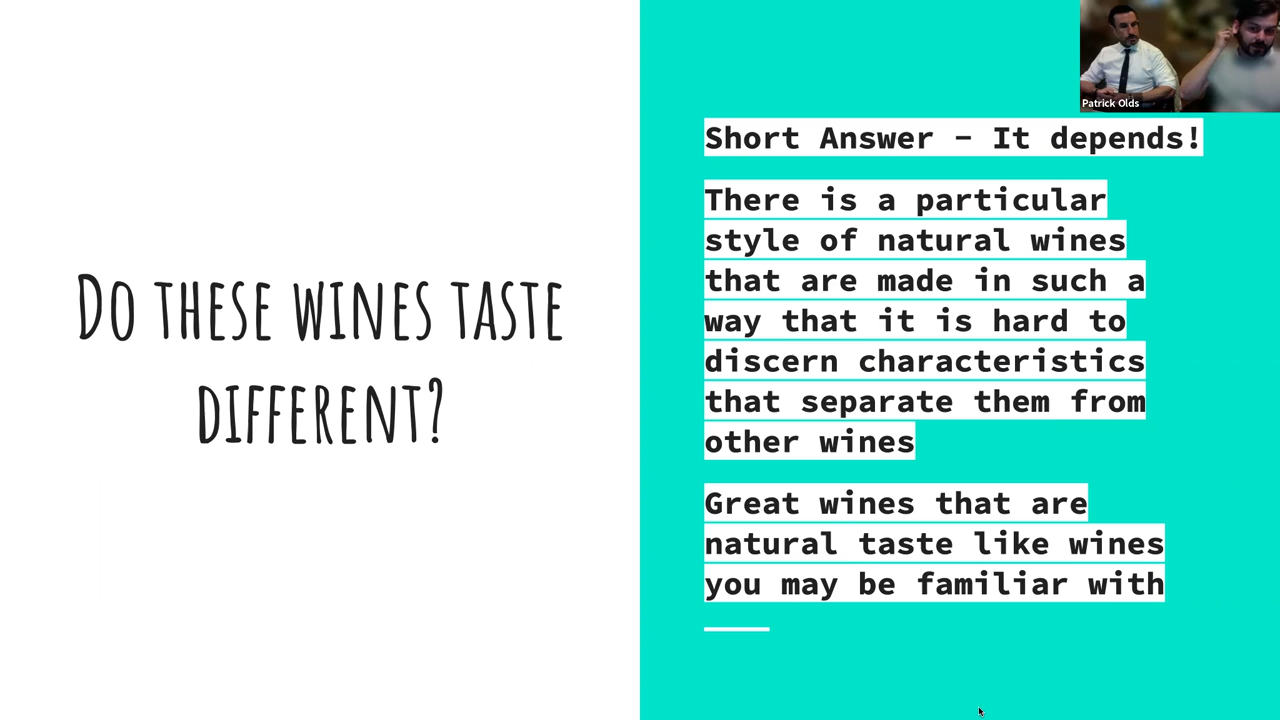 DO THESE WINES TASTE
DIFFERENT?
Patrick Olds
Short Answer - It depends!
There is a particular
style of natural wines
that are made in such a
way that it is hard to
discern characteristics
that separate them from
other wines
Great wines that are
natural taste like wines
you may be familiar with